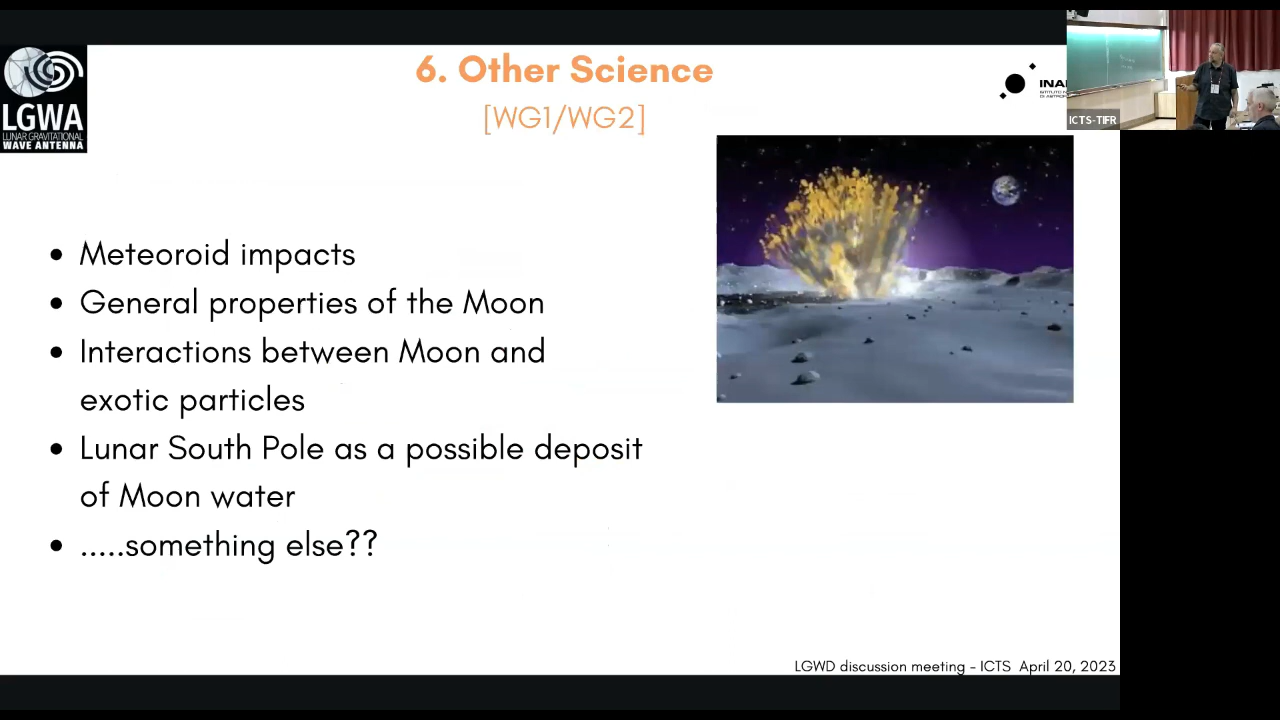 6. Other Science
[WG1/WG2]
LGWA
LUNAR GRAVITATIONAL
WAVE ANTENNA
INAF
ICTS-TIFR
• Meteoroid impacts
• General properties of the Moon
• Interactions between Moon and
exotic particles
• Lunar South Pole as a possible deposit
of Moon water
• .....something else??
LGWD discussion meeting - ICTS April 20, 2023